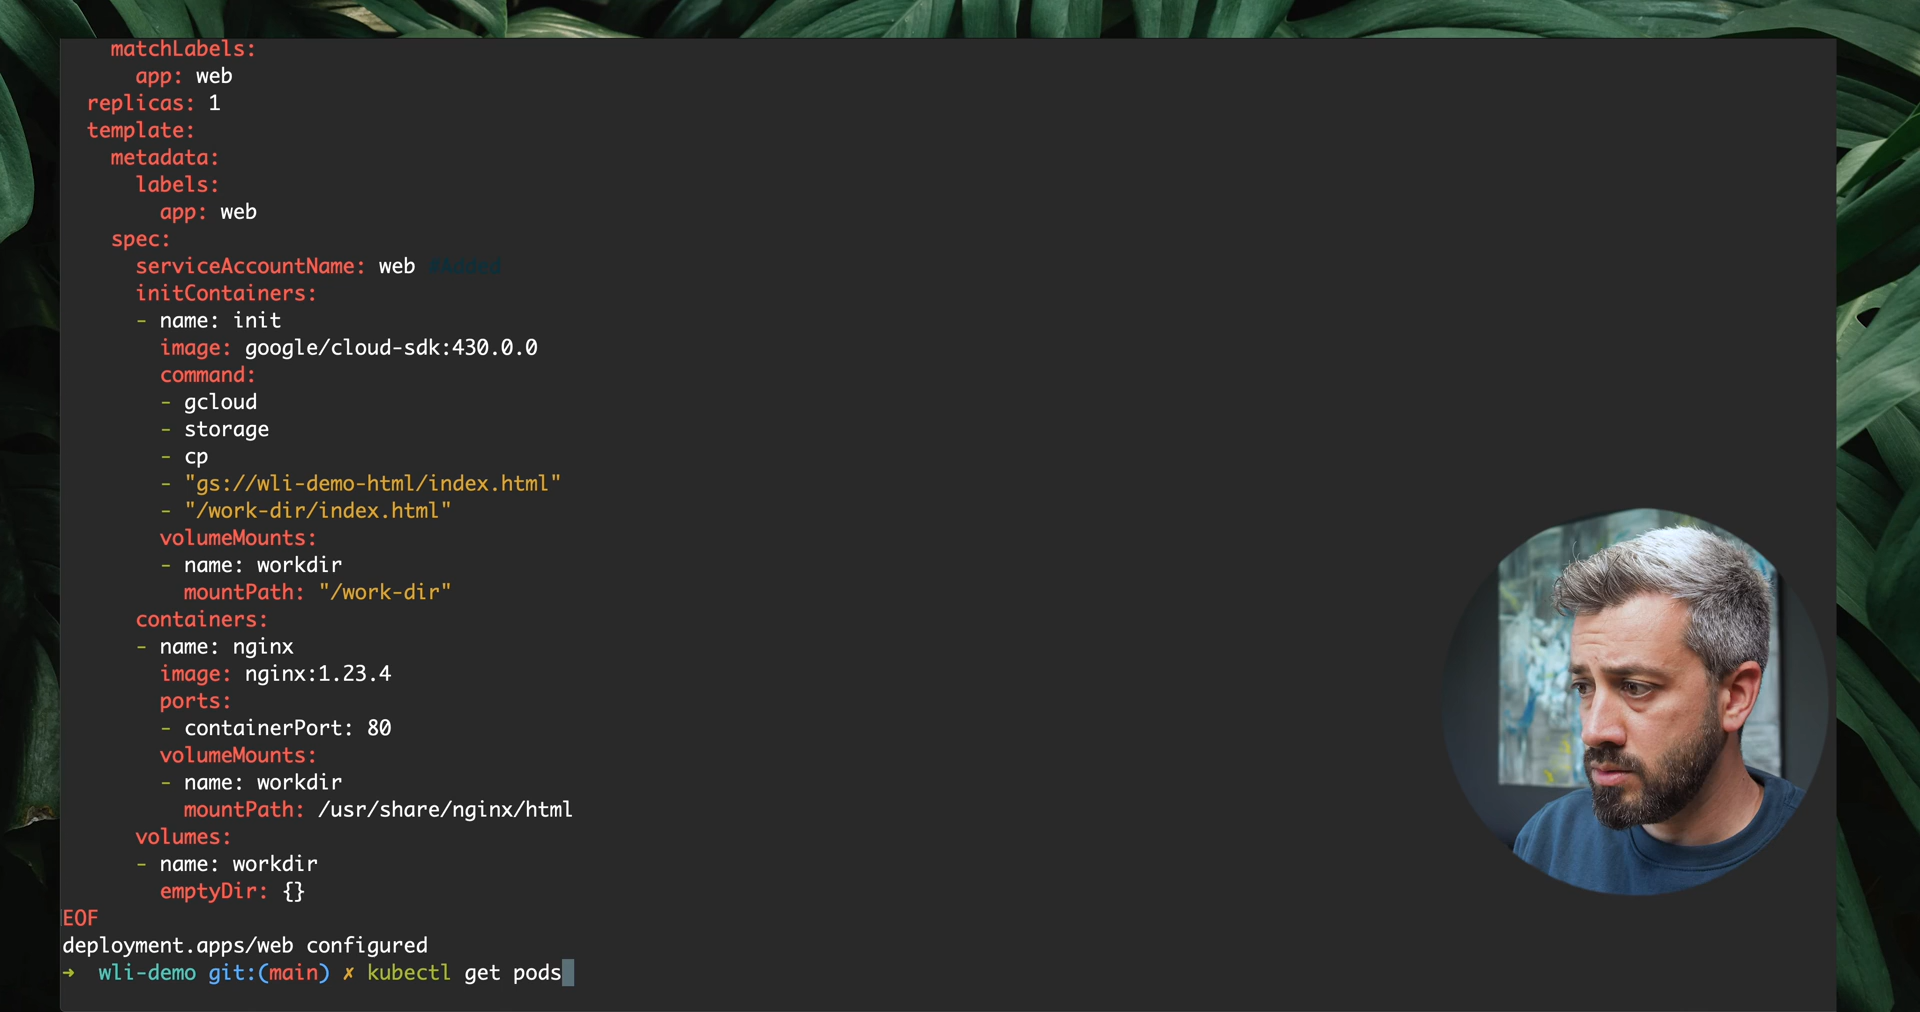 matchLabels:
app: web
replicas: 1
template:
metadata:
labels:
app: web
spec:
serviceAccountName: web #Added
initContainers:
- name: init
image: google/cloud-sdk:430.0.0
command:
- gcloud
- storage
- cp
- "gs://wli-demo-html/index.html"
- "/work-dir/index.html"
volumeMounts:
- name: workdir
mountPath: "/work-dir"
containers:
- name: nginx
image: nginx:1.23.4
ports:
- containerPort: 80
volumeMounts:
- name: workdir
mountPath: /usr/share/nginx/html
volumes:
- name: workdir
emptyDir: {}
EOF
deployment.apps/web configured
➜ wli-demo git:(main) ✗ kubectl get pods